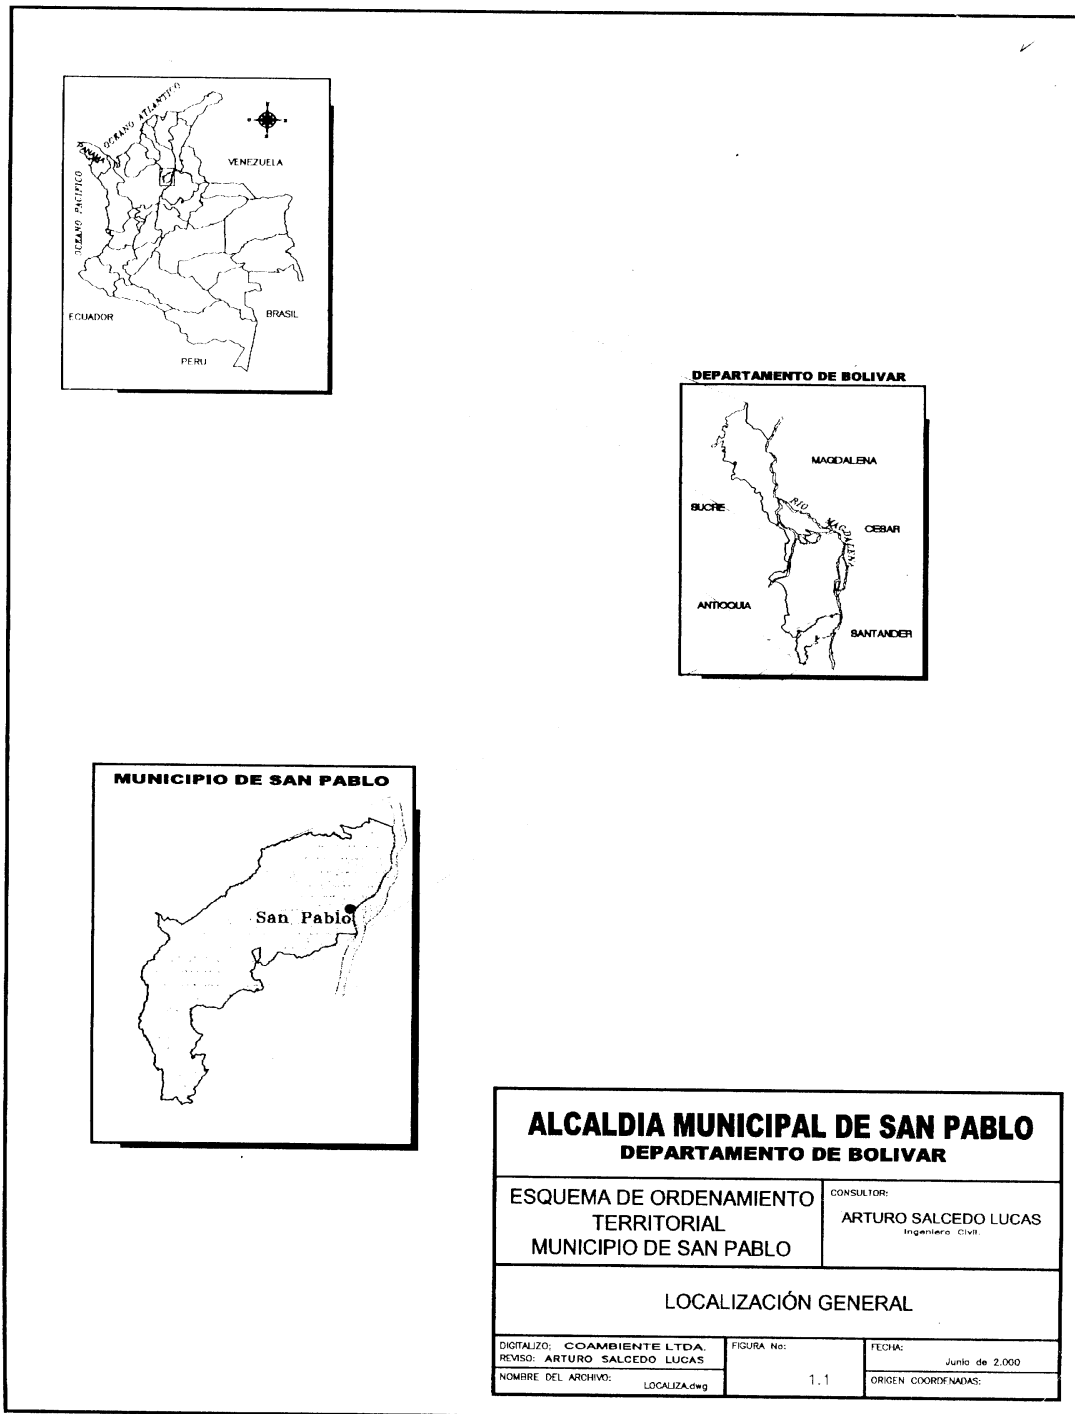 OCEANO ATLANTICO
PANAMA
VENEZUELA
OCEANO PACIFICO
ECUADOR
BRASIL
PERU
DEPARTAMENTO DE BOLIVAR
MAGDALENA
SUCRE
RIO MAGDALENA
CESAR
ANTIOQUIA
SANTANDER
MUNICIPIO DE SAN PABLO
San Pablo
ALCALDIA MUNICIPAL DE SAN PABLO
DEPARTAMENTO DE BOLIVAR
ESQUEMA DE ORDENAMIENTO
TERRITORIAL
MUNICIPIO DE SAN PABLO
CONSULTOR:
ARTURO SALCEDO LUCAS
Ingeniero Civil.
LOCALIZACIÓN GENERAL
DIGITALIZO: COAMBIENTE LTDA.
REVISO: ARTURO SALCEDO LUCAS
NOMBRE DEL ARCHIVO:
LOCALIZA.dwg
FIGURA No:
1.1
FECHA:
Junio de 2.000
ORIGEN COORDENADAS: